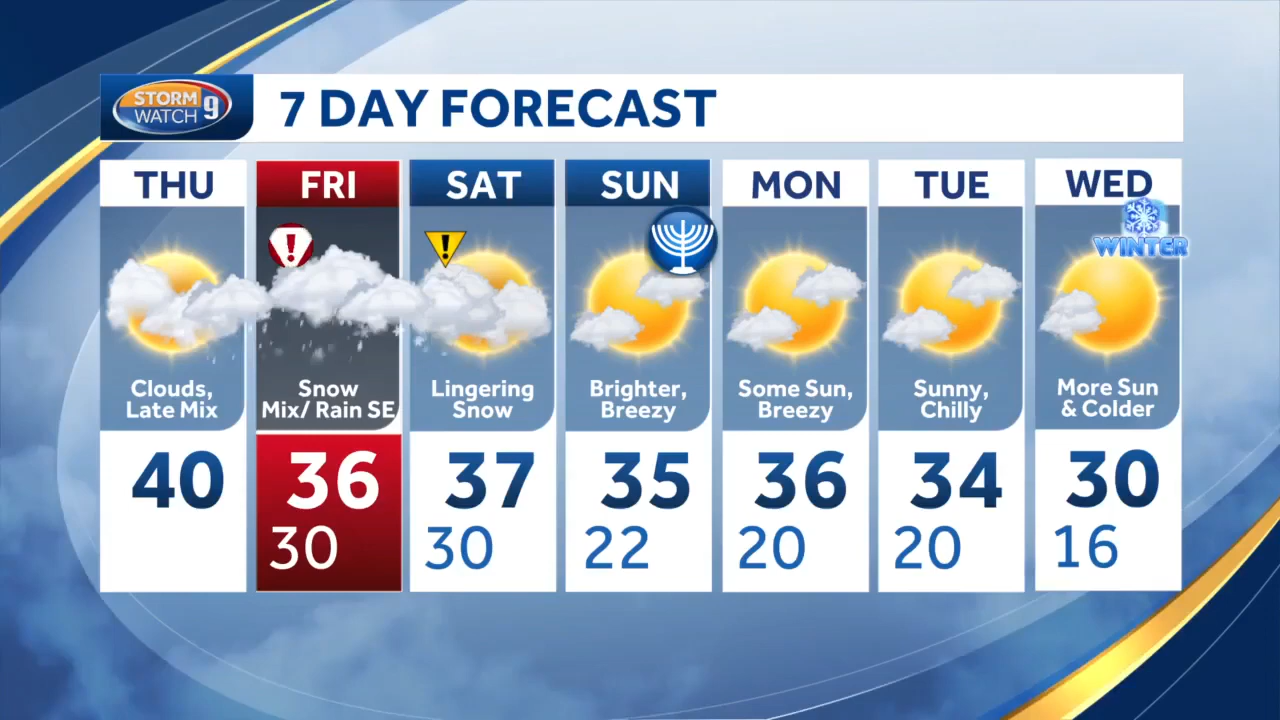 STORM
WATCH 9
7 DAY FORECAST
THU
Clouds,
Late Mix
40
FRI
!
Snow
Mix/ Rain SE
36
30
SAT
!
Lingering
Snow
37
30
SUN
Brighter,
Breezy
35
22
MON
Some Sun,
Breezy
36
20
TUE
Sunny,
Chilly
34
20
WED
WINTER
More Sun
& Colder
30
16